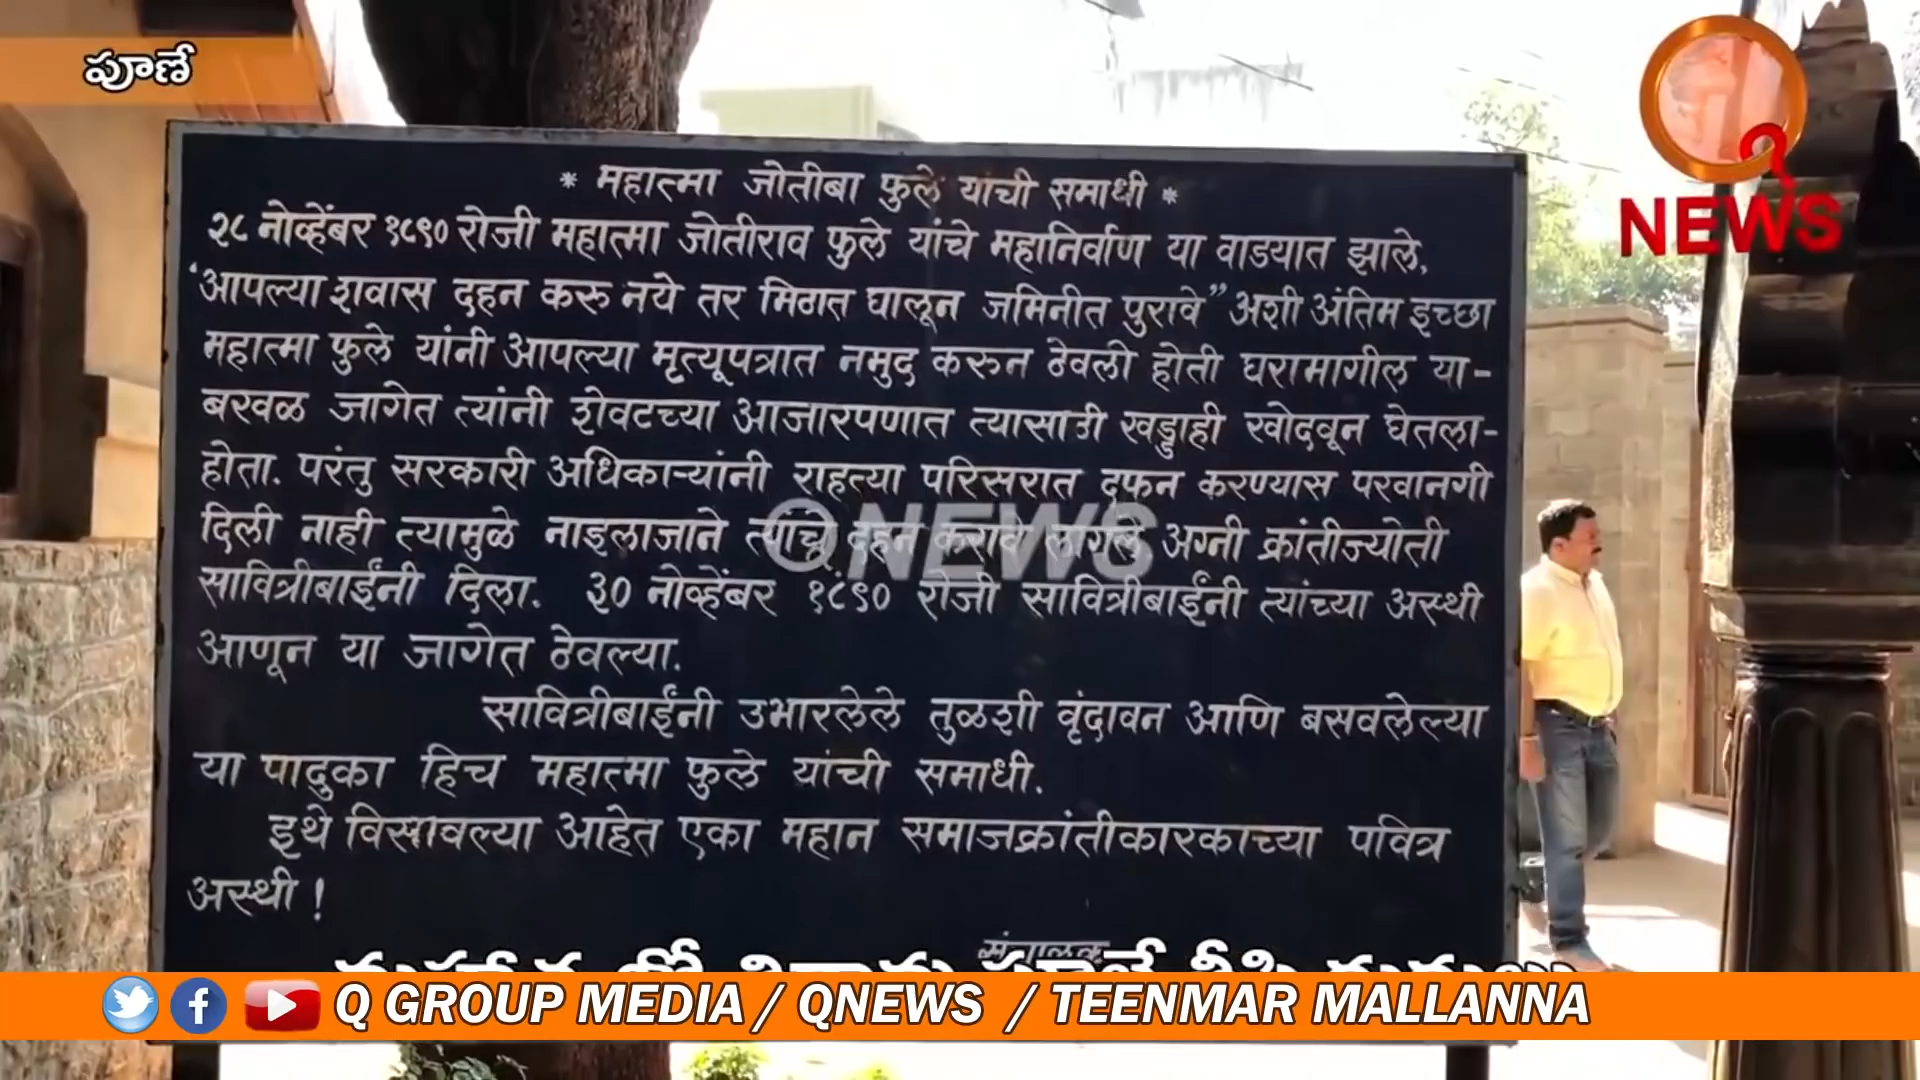 పూణే
Q
NEWS
* महात्मा जोतीबा फुले यांची समाधी *
२८ नोव्हेंबर १८९० रोजी महात्मा जोतीराव फुले यांचे महानिर्वाण या वाडयात झाले,
‘आपल्या शवास दहन करू नये तर मिठात घालून जमिनीत पुरावे” अशी अंतिम इच्छा
महात्मा फुले यांनी आपल्या मृत्यूपत्रात नमुद करुन ठेवली होती घरामागील या-
बखळ जागेत त्यांनी शेवटच्या आजारपणात त्यासाठी खड्डाही खोदवून घेतला-
होता. परंतु सरकारी अधिकाऱ्यांनी राहत्या परिसरात दफन करण्यास परवानगी
दिली नाही त्यामुळे नाइलाजाने त्यांचे दहन करावे लागले अग्नी क्रांतीज्योती
QNEWS
सावित्रीबाईंनी दिला. ३० नोव्हेंबर १८९० रोजी सावित्रीबाईंनी त्यांच्या अस्थी
आणून या जागेत ठेवल्या.
सावित्रीबाईंनी उभारलेले तुळशी वृंदावन आणि बसवलेल्या
या पादुका हिच महात्मा फुले यांची समाधी.
इथे विसावल्या आहेत एका महान समाजक्रांतीकारकाच्या पवित्र
अस्थी !
संचालक
Q GROUP MEDIA / QNEWS / TEENMAR MALLANNA